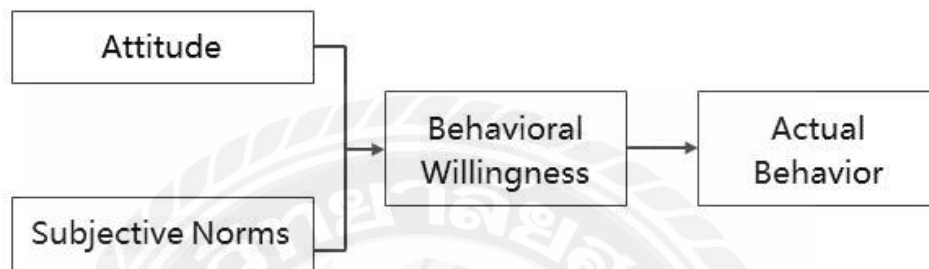 Attitude
Behavioral
Willingness
Actual
Behavior
Subjective Norms